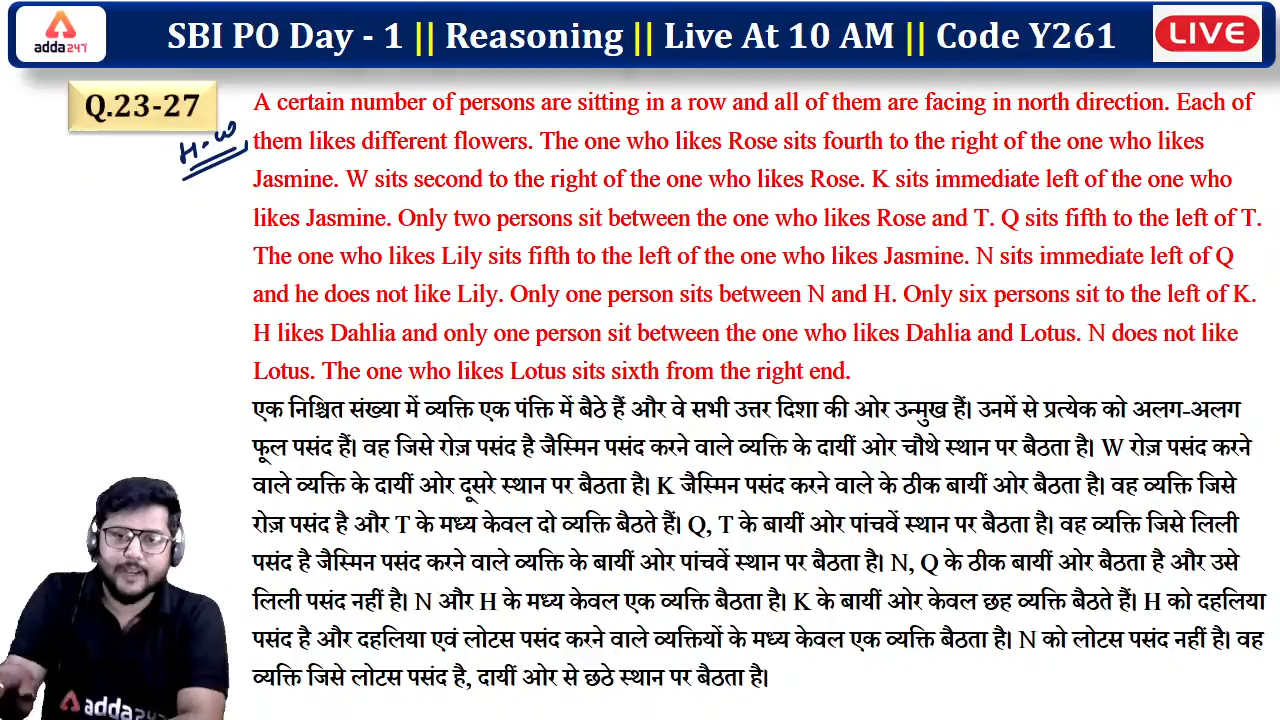 adda247
SBI PO Day - 1 || Reasoning || Live At 10 AM || Code Y261
LIVE
Q.23-27
H.W
A certain number of persons are sitting in a row and all of them are facing in north direction. Each of
them likes different flowers. The one who likes Rose sits fourth to the right of the one who likes
Jasmine. W sits second to the right of the one who likes Rose. K sits immediate left of the one who
likes Jasmine. Only two persons sit between the one who likes Rose and T. Q sits fifth to the left of T.
The one who likes Lily sits fifth to the left of the one who likes Jasmine. N sits immediate left of Q
and he does not like Lily. Only one person sits between N and H. Only six persons sit to the left of K.
H likes Dahlia and only one person sit between the one who likes Dahlia and Lotus. N does not like
Lotus. The one who likes Lotus sits sixth from the right end.
एक निश्चित संख्या में व्यक्ति एक पंक्ति में बैठे हैं और वे सभी उत्तर दिशा की ओर उन्मुख हैं। उनमें से प्रत्येक को अलग-अलग
फूल पसंद हैं। वह जिसे रोज़ पसंद है जैस्मिन पसंद करने वाले व्यक्ति के दायीं ओर चौथे स्थान पर बैठता है। W रोज़ पसंद करने
वाले व्यक्ति के दायीं ओर दूसरे स्थान पर बैठता है। K जैस्मिन पसंद करने वाले के ठीक बायीं ओर बैठता है। वह व्यक्ति जिसे
रोज़ पसंद है और T के मध्य केवल दो व्यक्ति बैठते हैं। Q, T के बायीं ओर पांचवें स्थान पर बैठता है। वह व्यक्ति जिसे लिली
पसंद है जैस्मिन पसंद करने वाले व्यक्ति के बायीं ओर पांचवें स्थान पर बैठता है। N, Q के ठीक बायीं ओर बैठता है और उसे
लिली पसंद नहीं है। N और H के मध्य केवल एक व्यक्ति बैठता है। K के बायीं ओर केवल छह व्यक्ति बैठते हैं। H को दहलिया
पसंद है और दहलिया एवं लोटस पसंद करने वाले व्यक्तियों के मध्य केवल एक व्यक्ति बैठता है। N को लोटस पसंद नहीं है। वह
व्यक्ति जिसे लोटस पसंद है, दायीं ओर से छठे स्थान पर बैठता है।
adda247